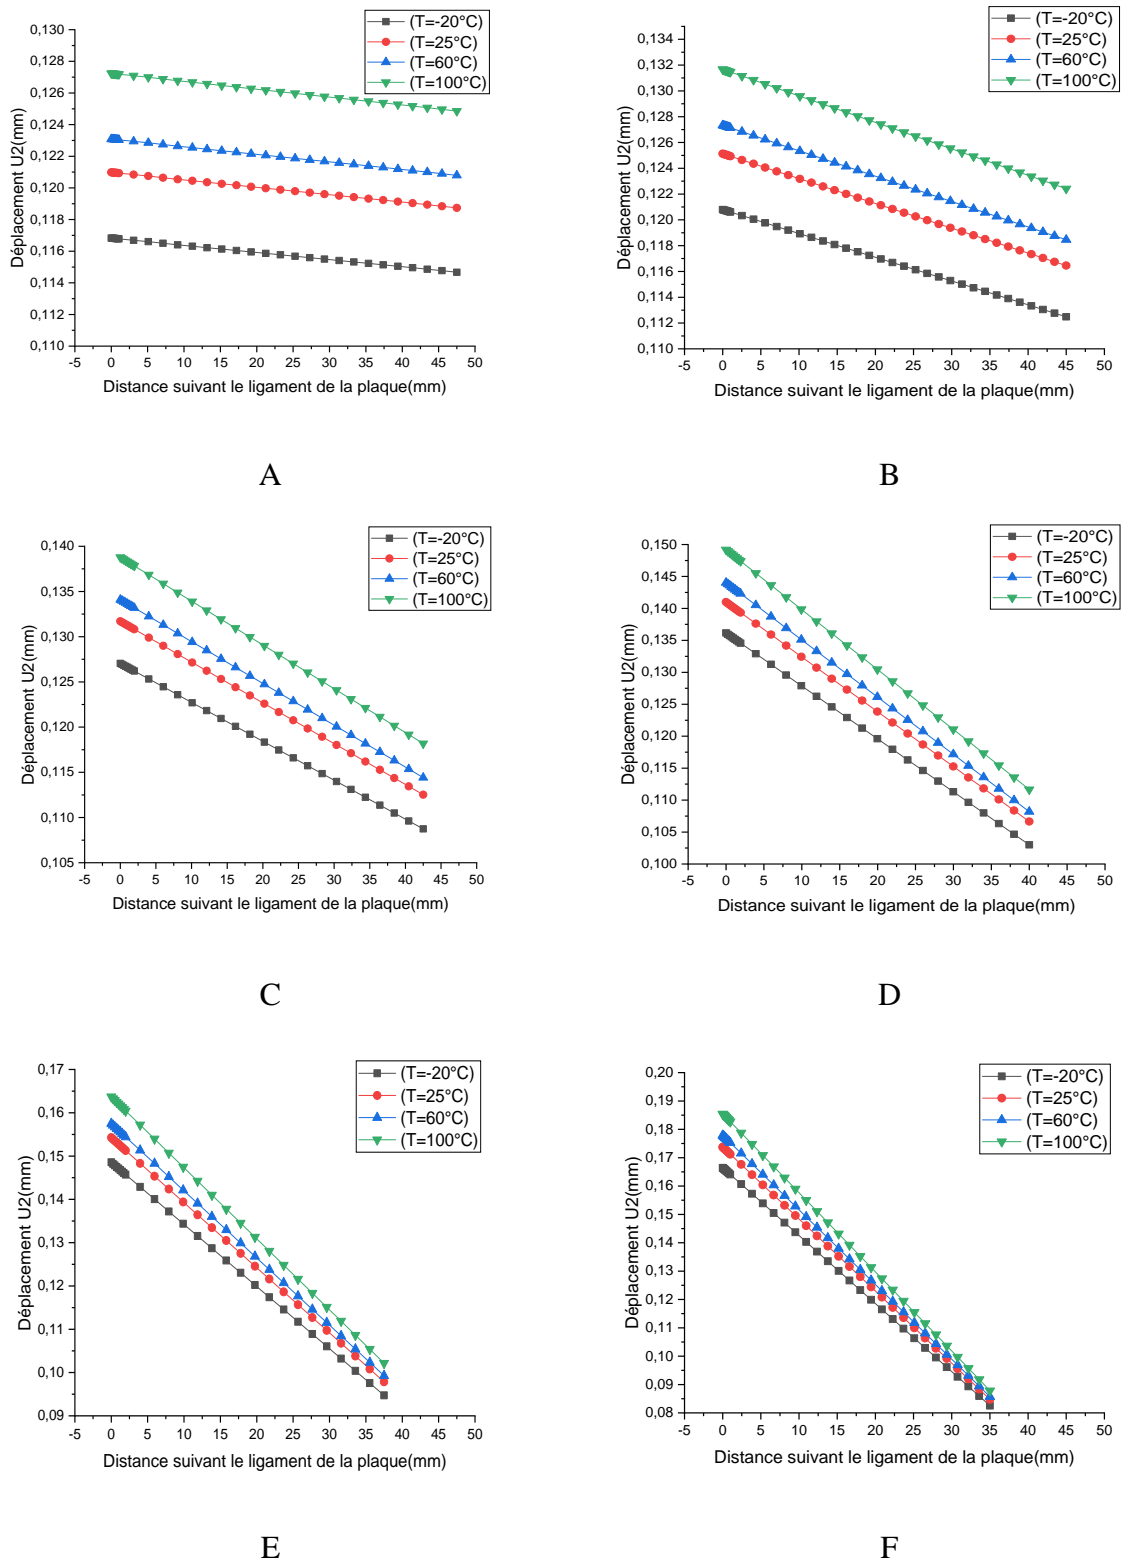 (T=-20°C)
(T=25°C)
(T=60°C)
(T=100°C)
0,130
0,128
0,126
0,124
0,122
0,120
0,118
0,116
0,114
0,112
0,110
Déplacement U2(mm)
-5 0 5 10 15 20 25 30 35 40 45 50
Distance suivant le ligament de la plaque(mm)
A
(T=-20°C)
(T=25°C)
(T=60°C)
(T=100°C)
0,134
0,132
0,130
0,128
0,126
0,124
0,122
0,120
0,118
0,116
0,114
0,112
0,110
Déplacement U2(mm)
-5 0 5 10 15 20 25 30 35 40 45 50
Distance suivant le ligament de la plaque(mm)
B
(T=-20°C)
(T=25°C)
(T=60°C)
(T=100°C)
0,140
0,135
0,130
0,125
0,120
0,115
0,110
0,105
Déplacement U2(mm)
-5 0 5 10 15 20 25 30 35 40 45 50
Distance suivant le ligament de la plaque(mm)
C
(T=-20°C)
(T=25°C)
(T=60°C)
(T=100°C)
0,150
0,145
0,140
0,135
0,130
0,125
0,120
0,115
0,110
0,105
0,100
Déplacement U2(mm)
-5 0 5 10 15 20 25 30 35 40 45 50
Distance suivant le ligament de la plaque(mm)
D
(T=-20°C)
(T=25°C)
(T=60°C)
(T=100°C)
0,17
0,16
0,15
0,14
0,13
0,12
0,11
0,10
0,09
Déplacement U2(mm)
-5 0 5 10 15 20 25 30 35 40 45 50
Distance suivant le ligament de la plaque(mm)
E
(T=-20°C)
(T=25°C)
(T=60°C)
(T=100°C)
0,20
0,19
0,18
0,17
0,16
0,15
0,14
0,13
0,12
0,11
0,10
0,09
0,08
Déplacement U2(mm)
-5 0 5 10 15 20 25 30 35 40 45 50
Distance suivant le ligament de la plaque(mm)
F